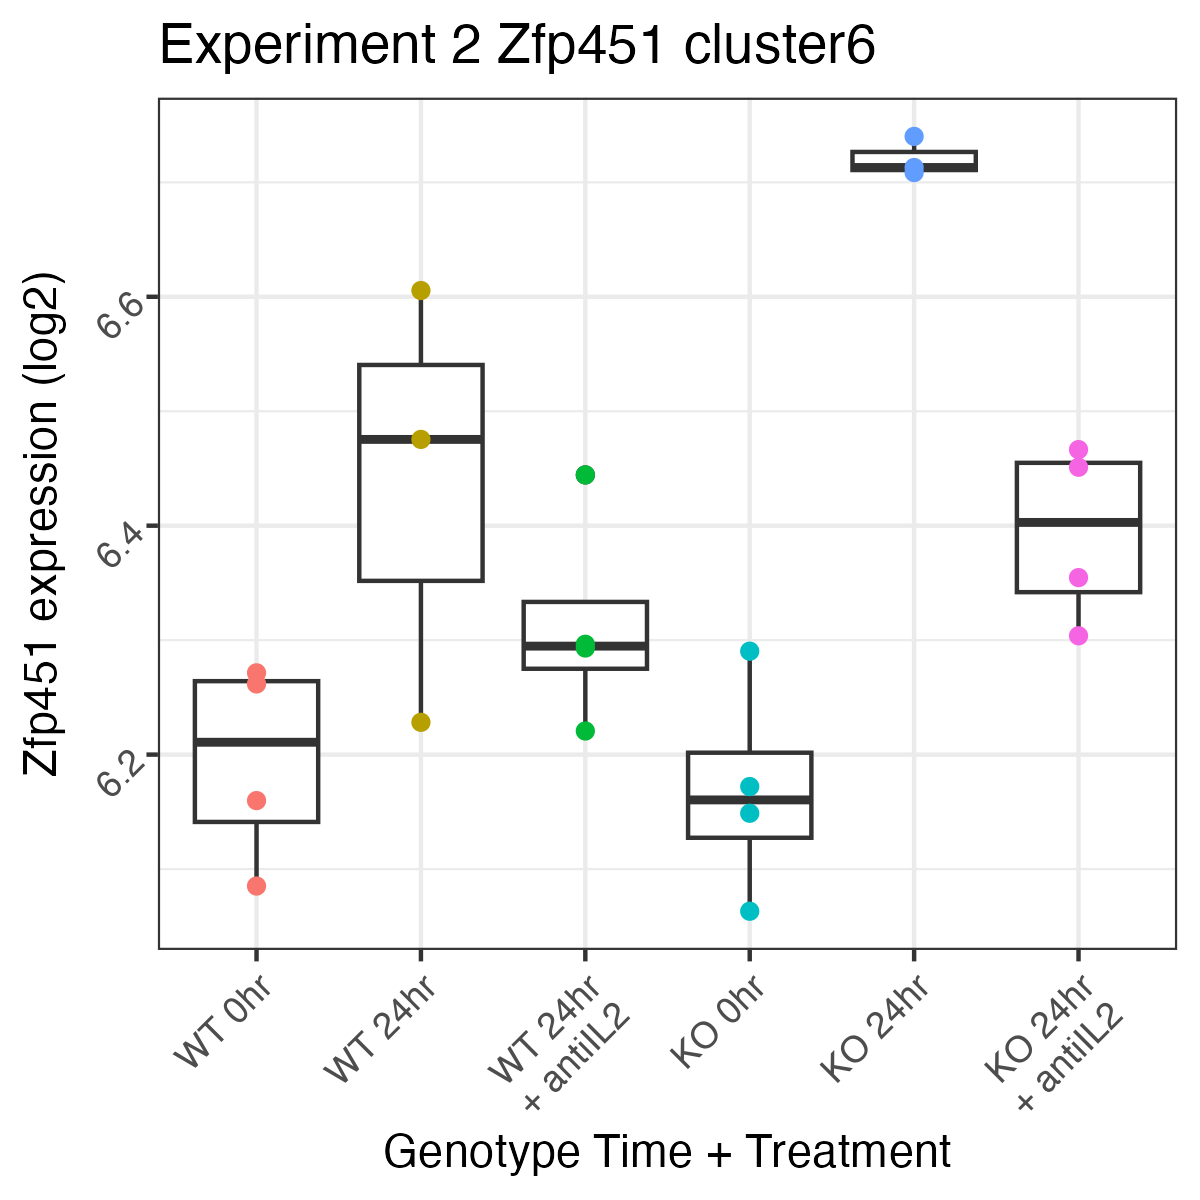 Experiment 2 Zfp451 cluster6
Zfp451 expression (log2)
6.6
6.4
6.2
WT 0hr
WT 24hr
WT 24hr
+ antiIL2
KO 0hr
KO 24hr
KO 24hr
+ antiIL2
Genotype Time + Treatment